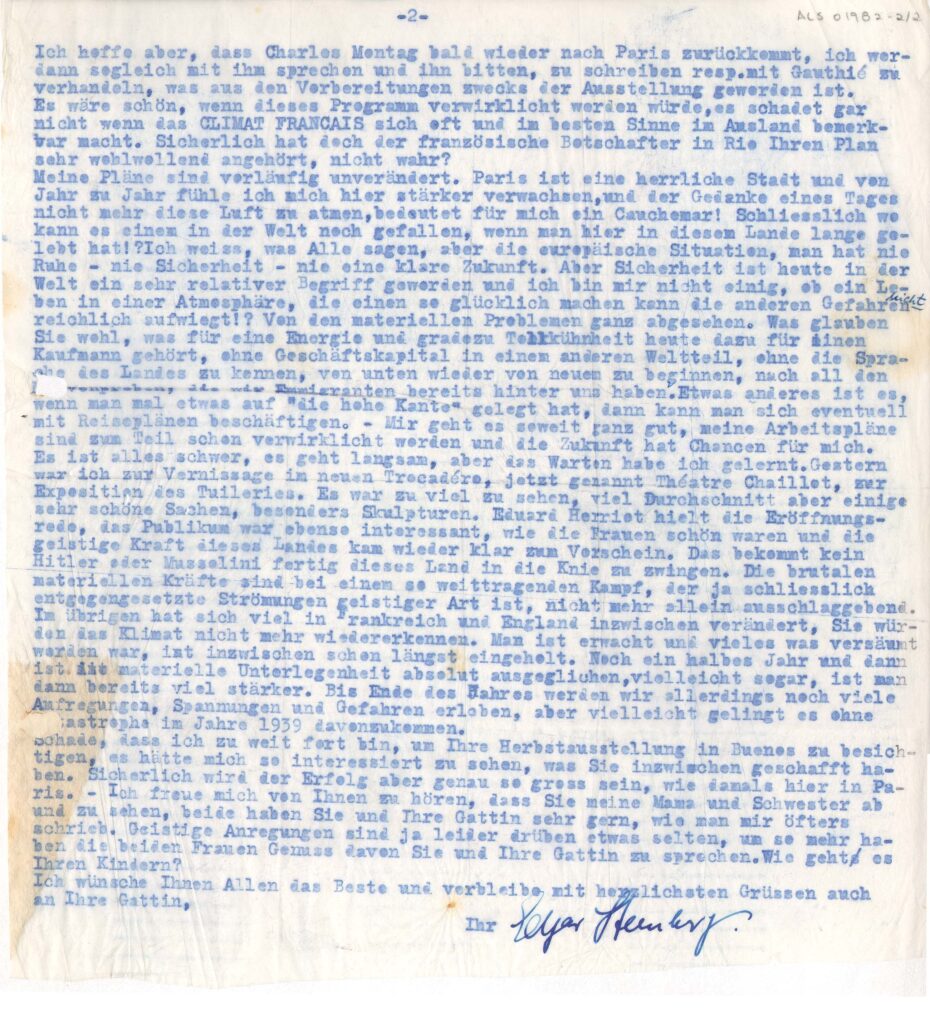 -2-
ALS 01982-2/2
Ich hoffe aber, dass Charles Montag bald wieder nach Paris zurückkommt, ich wer-
dann sogleich mit ihm sprechen und ihn bitten, zu schreiben resp.mit Gauthié zu
verhandeln, was aus den Vorbereitungen zwecks der Ausstellung geworden ist.
Es wäre schön, wenn dieses Programm verwirklicht werden würde,es schadet gar
nicht wenn das CLIMAT FRANCAIS sich oft und im besten Sinne im Ausland bemerk-
bar macht. Sicherlich hat doch der französische Botschafter in Rio Ihren Plan
sehr wohlwollend angehört, nicht wahr?
Meine Pläne sind vorläufig unverändert. Paris ist eine herrliche Stadt und von
Jahr zu Jahr fühle ich mich hier stärker verwachsen,und der Gedanke eines Tages
nicht mehr diese Luft zu atmen,bedeutet für mich ein Cauchemar! Schliesslich wo
kann es einem in der Welt noch gefallen, wenn man hier in diesem Lande lange ge-
lebt hat!?Ich weiss, was Alle sagen, aber die europäische Situation, man hat nie
Ruhe - nie Sicherheit - nie eine klare Zukunft. Aber Sicherheit ist heute in der
Welt ein sehr relativer Begriff geworden und ich bin mir nicht einig, ob ein Le-
ben in einer Atmosphäre, die einen so glücklich machen kann die anderen Gefahren nicht
reichlich aufwiegt!? Von den materiellen Problemen ganz abgesehen. Was glauben
Sie wohl, was für eine Energie und gradezu Tollkühnheit heute dazu für einen
Kaufmann gehört, ohne Geschäftskapital in einem anderen Weltteil, ohne die Spra-
che des Landes zu kennen, von unten wieder von neuem zu beginnen, nach all den
die wir Emmigranten bereits hinter uns haben.Etwas anderes ist es,
wenn man mal etwas auf "die hohe Kante" gelegt hat, dann kann man sich eventuell
mit Reiseplänen beschäftigen. - Mir geht es soweit ganz gut, meine Arbeitspläne
sind zum Teil schon verwirklicht worden und die Zukunft hat Chancen für mich.
Es ist alles schwer, es geht langsam, aber das Warten habe ich gelernt.Gestern
war ich zur Vernissage im neuen Trocadére, jetzt genannt Théatre Chaillot, zur
Exposition des Tuileries. Es war zu viel zu sehen, viel Durchschnitt aber einige
sehr schöne Sachen, besonders Skulpturen. Eduard Herriot hielt die Eröffnungs-
rede, das Publikum war ebenso interessant, wie die Frauen schön waren und die
geistige Kraft dieses Landes kam wieder klar zum Vorschein. Das bekommt kein
Hitler oder Mussolini fertig dieses Land in die Knie zu zwingen. Die brutalen
materiellen Kräfte sind bei einem so weittragenden Kampf, der ja schliesslich
entgegengesetzte Strömungen geistiger Art ist, nicht mehr allein ausschlaggebend.
Im übrigen hat sich viel in Frankreich und England inzwischen verändert, Sie wür-
den das Klimat nicht mehr wiedererkennen. Man ist erwacht und vieles was versäumt
worden war, ist inzwischen schon längst eingeholt. Noch ein halbes Jahr und dann
ist die materielle Unterlegenheit absolut ausgeglichen,vielleicht sogar, ist man
dann bereits viel stärker. Bis Ende des Jahres werden wir allerdings noch viele
Aufregungen, Spannungen und Gefahren erleben, aber vielleicht gelingt es ohne
astrophe im Jahre 1939 davonzukommen.
Schade, dass ich zu weit fort bin, um Ihre Herbstausstellung in Buenos zu besich-
tigen, es hätte mich so interessiert zu sehen, was Sie inzwischen geschafft ha-
ben. Sicherlich wird der Erfolg aber genau so gross sein, wie damals hier in Pa-
ris. - Ich freue mich von Ihnen zu hören, dass Sie meine Mama und Schwester ab
und zu sehen, beide haben Sie und Ihre Gattin sehr gern, wie man mir öfters
schrieb. Geistige Anregungen sind ja leider drüben etwas selten, um so mehr ha-
ben die beiden Frauen Genuss davon Sie und Ihre Gattin zu sprechen.Wie geht es
Ihren Kindern?
Ich wünsche Ihnen Allen das Beste und verbleibe mit herzlichsten Grüssen auch
an Ihre Gattin,
Ihr Edgar Sternberg.